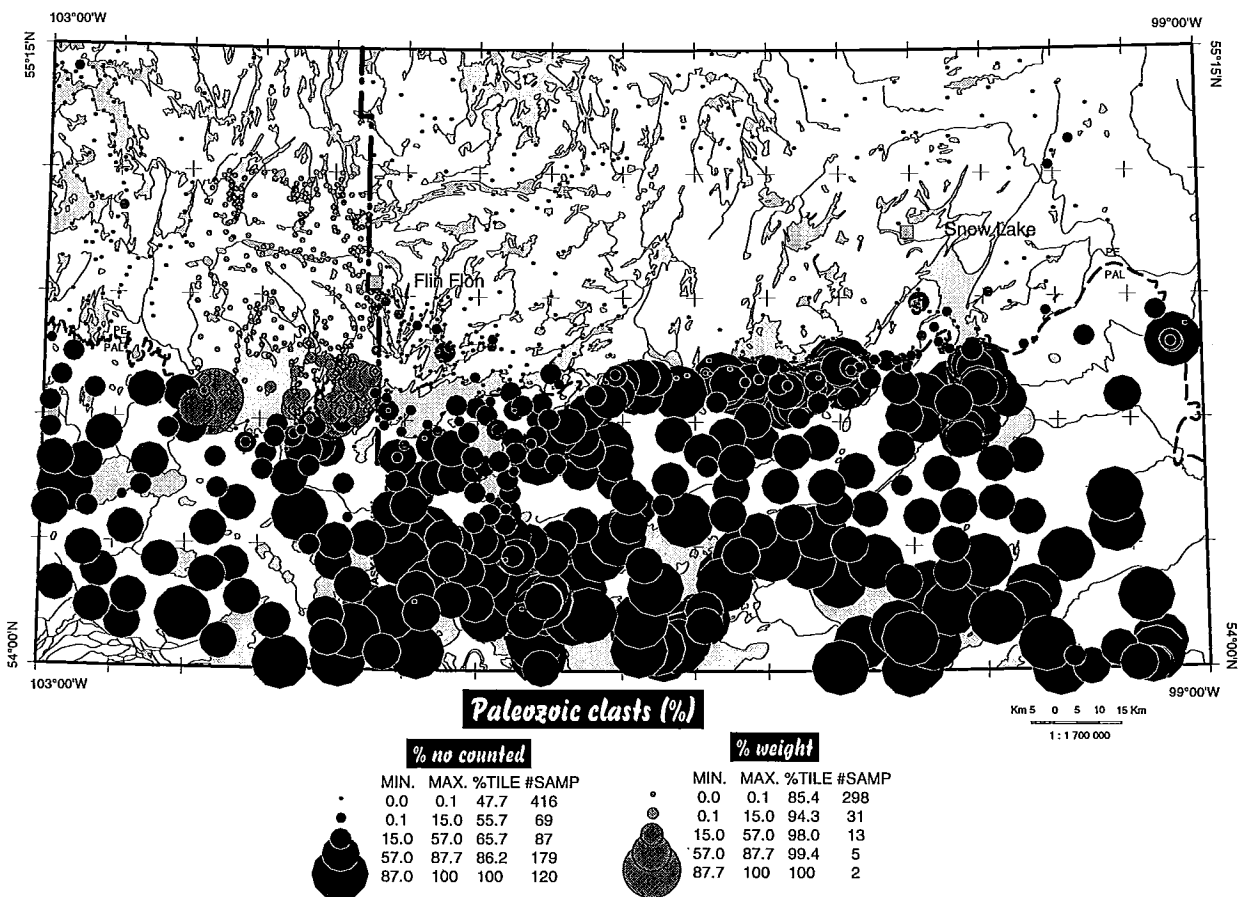 103°00'W
99°00'W
55°15'N
55°15'N
Snow Lake
PE
PAL
Flin Flon
PE
PAL
54°00'N
54°00'N
103°00'W
99°00'W
Paleozoic clasts (%)
Km 5 0 5 10 15 Km
1 : 1 700 000
% no counted
% weight
MIN. MAX. %TILE #SAMP
0.0 0.1 47.7 416
0.1 15.0 55.7 69
15.0 57.0 65.7 87
57.0 87.7 86.2 179
87.0 100 100 120
MIN. MAX. %TILE #SAMP
0.0 0.1 85.4 298
0.1 15.0 94.3 31
15.0 57.0 98.0 13
57.0 87.7 99.4 5
87.7 100 100 2